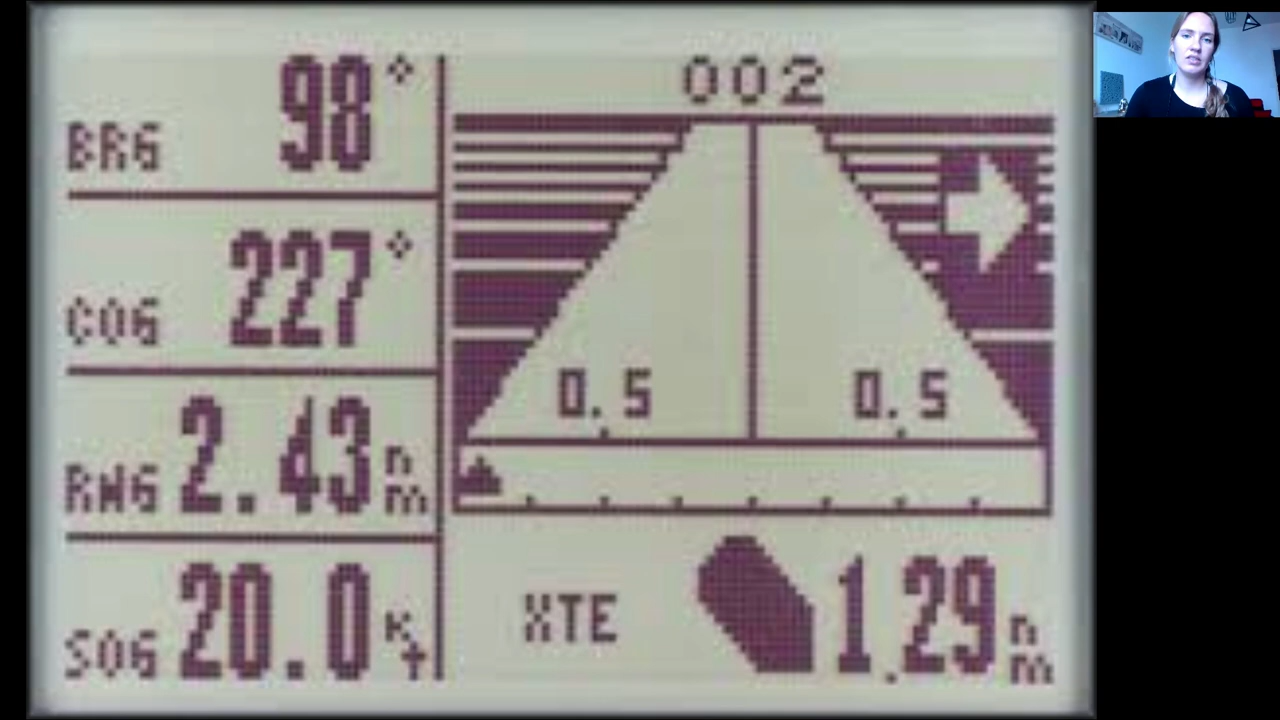 BRG 98°
COG 227°
RNG 2.43 nm
SOG 20.0 Kt
002
0.5 0.5
XTE 1.29 nm